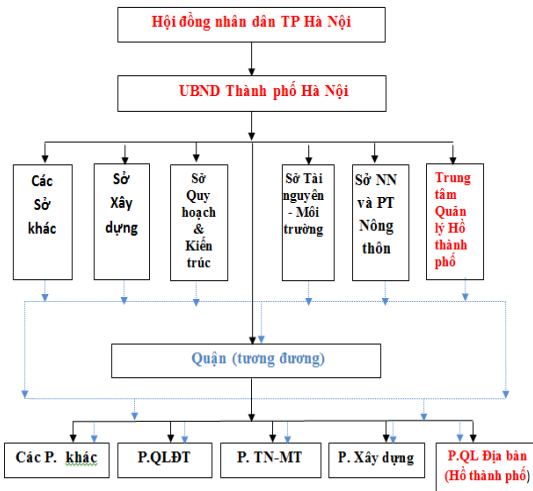 Hội đồng nhân dân TP Hà Nội
UBND Thành phố Hà Nội
Các
Sở
khác
Sở
Xây
dựng
Sở
Quy
hoạch
&
Kiến
trúc
Sở Tài
nguyên
- Môi
trường
Sở NN
và PT
Nông
thôn
Trung
tâm
Quản
lý Hồ
thành
phố
Quận (tương đương)
Các P. khác
P.QLĐT
P. TN-MT
P. Xây dựng
P.QL Địa bàn
(Hồ thành phố)